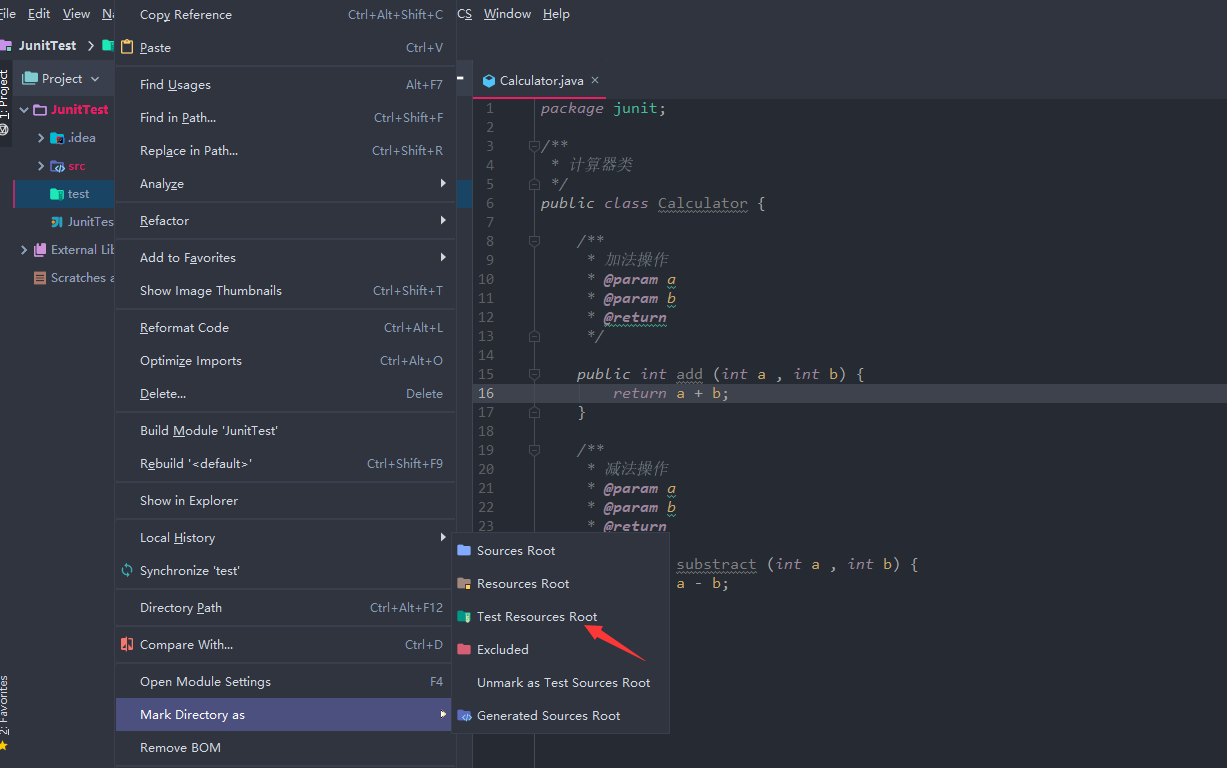 File Edit View Na CS Window Help
JunitTest
1: Project
Project
JunitTest
.idea
src
test
JunitTes
External Lib
Scratches a
2: Favorites
Copy Reference Ctrl+Alt+Shift+C
Paste Ctrl+V
Find Usages Alt+F7
Find in Path... Ctrl+Shift+F
Replace in Path... Ctrl+Shift+R
Analyze
Refactor
Add to Favorites
Show Image Thumbnails Ctrl+Shift+T
Reformat Code Ctrl+Alt+L
Optimize Imports Ctrl+Alt+O
Delete... Delete
Build Module 'JunitTest'
Rebuild '<default>' Ctrl+Shift+F9
Show in Explorer
Local History
Synchronize 'test'
Directory Path Ctrl+Alt+F12
Compare With... Ctrl+D
Open Module Settings F4
Mark Directory as
Remove BOM
Sources Root
Resources Root
Test Resources Root
Excluded
Unmark as Test Sources Root
Generated Sources Root
Calculator.java
1 package junit;
2
3 /**
4 * 计算器类
5 */
6 public class Calculator {
7
8 /**
9 * 加法操作
10 * @param a
11 * @param b
12 * @return
13 */
14
15 public int add (int a , int b) {
16 return a + b;
17 }
18
19 /**
20 * 减法操作
21 * @param a
22 * @param b
23 * @return
substract (int a , int b) {
a - b;